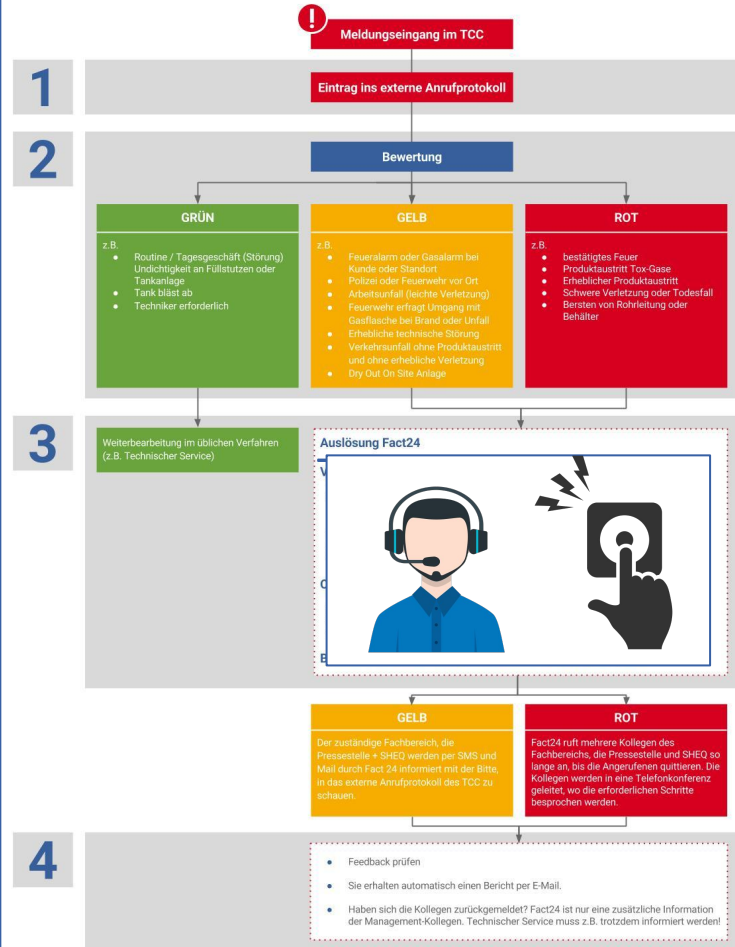 !
Meldungseingang im TCC
1
Eintrag ins externe Anrufprotokoll
2
Bewertung
GRÜN
z.B.
● Routine / Tagesgeschäft (Störung)
Undichtigkeit an Füllstutzen oder
Tankanlage
● Tank bläst ab
● Techniker erforderlich
GELB
z.B.
● Feueralarm oder Gasalarm bei
Kunde oder Standort
● Polizei oder Feuerwehr vor Ort
● Arbeitsunfall (leichte Verletzung)
● Feuerwehr erfragt Umgang mit
Gasflasche bei Brand oder Unfall
● Erhebliche technische Störung
● Verkehrsunfall ohne Produktaustritt
und ohne erhebliche Verletzung
● Dry Out On Site Anlage
ROT
z.B.
● bestätigtes Feuer
● Produktaustritt Tox-Gase
● Erheblicher Produktaustritt
● Schwere Verletzung oder Todesfall
● Bersten von Rohrleitung oder
Behälter
3
Weiterbearbeitung im üblichen Verfahren
(z.B. Technischer Service)
Auslösung Fact24
GELB
Der zuständige Fachbereich, die
Pressestelle + SHEQ werden per SMS und
Mail durch Fact 24 informiert mit der Bitte,
in das externe Anrufprotokoll des TCC zu
schauen.
ROT
Fact24 ruft mehrere Kollegen des
Fachbereichs, die Pressestelle und SHEQ so
lange an, bis die Angerufenen quittieren. Die
Kollegen werden in eine Telefonkonferenz
geleitet, wo die erforderlichen Schritte
besprochen werden.
4
● Feedback prüfen
● Sie erhalten automatisch einen Bericht per E-Mail.
● Haben sich die Kollegen zurückgemeldet? Fact24 ist nur eine zusätzliche Information
der Management-Kollegen. Technischer Service muss z.B. trotzdem informiert werden!